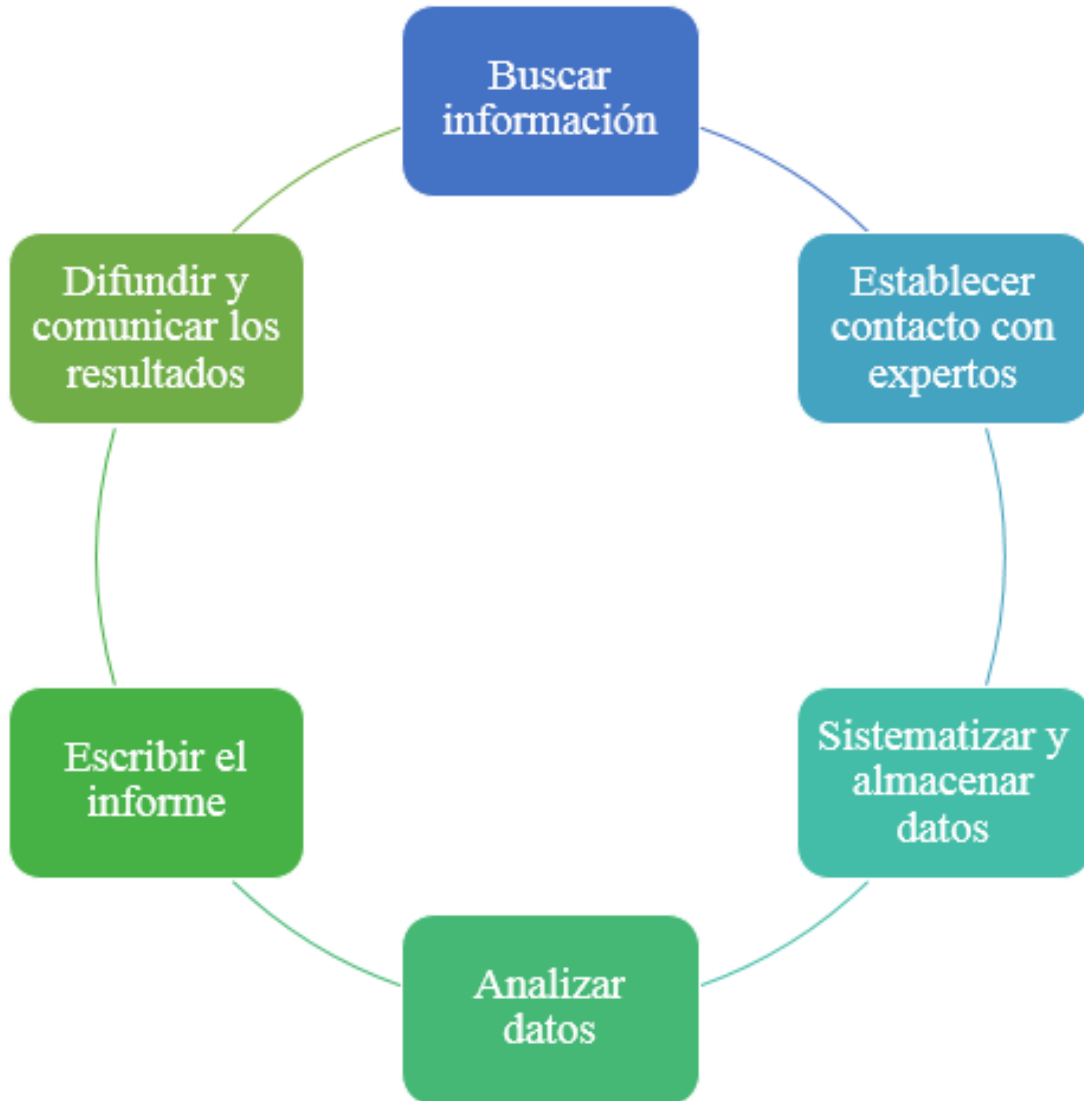 Buscar
información
Establecer
contacto con
expertos
Sistematizar y
almacenar
datos
Analizar
datos
Escribir el
informe
Difundir y
comunicar los
resultados